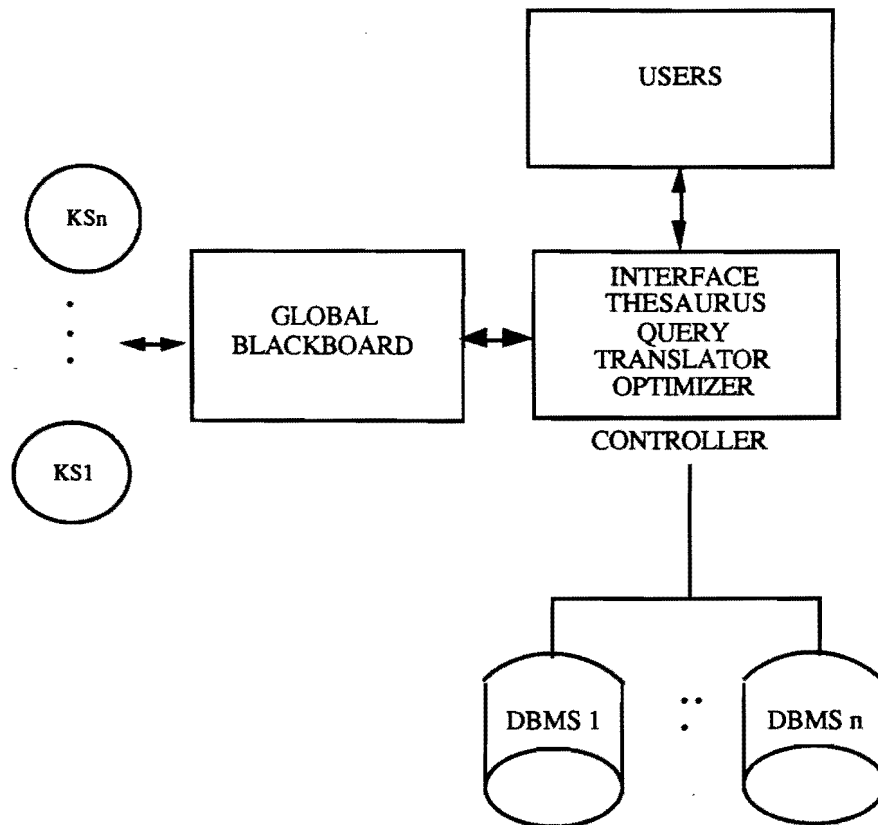 USERS
KSn
GLOBAL
BLACKBOARD
INTERFACE
THESAURUS
QUERY
TRANSLATOR
OPTIMIZER
CONTROLLER
KS1
DBMS 1
DBMS n